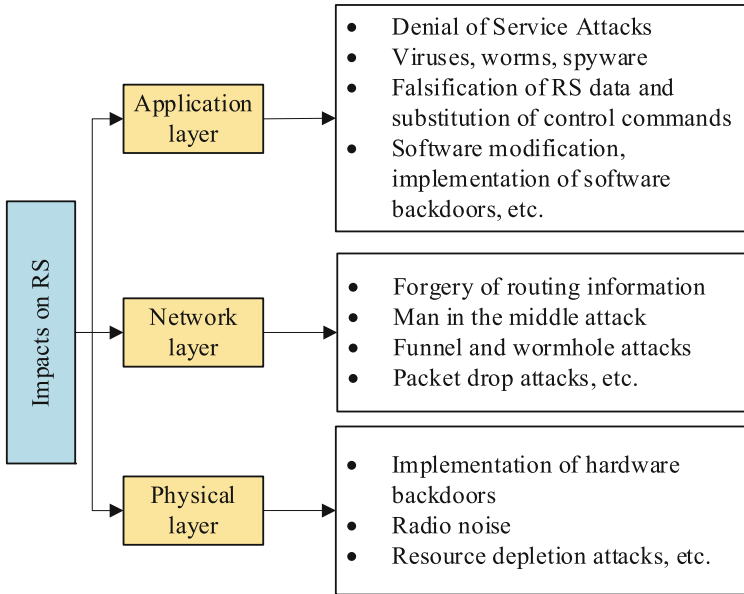 Impacts on RS
Application
layer
• Denial of Service Attacks
• Viruses, worms, spyware
• Falsification of RS data and
substitution of control commands
• Software modification,
implementation of software
backdoors, etc.
Network
layer
• Forgery of routing information
• Man in the middle attack
• Funnel and wormhole attacks
• Packet drop attacks, etc.
Physical
layer
• Implementation of hardware
backdoors
• Radio noise
• Resource depletion attacks, etc.